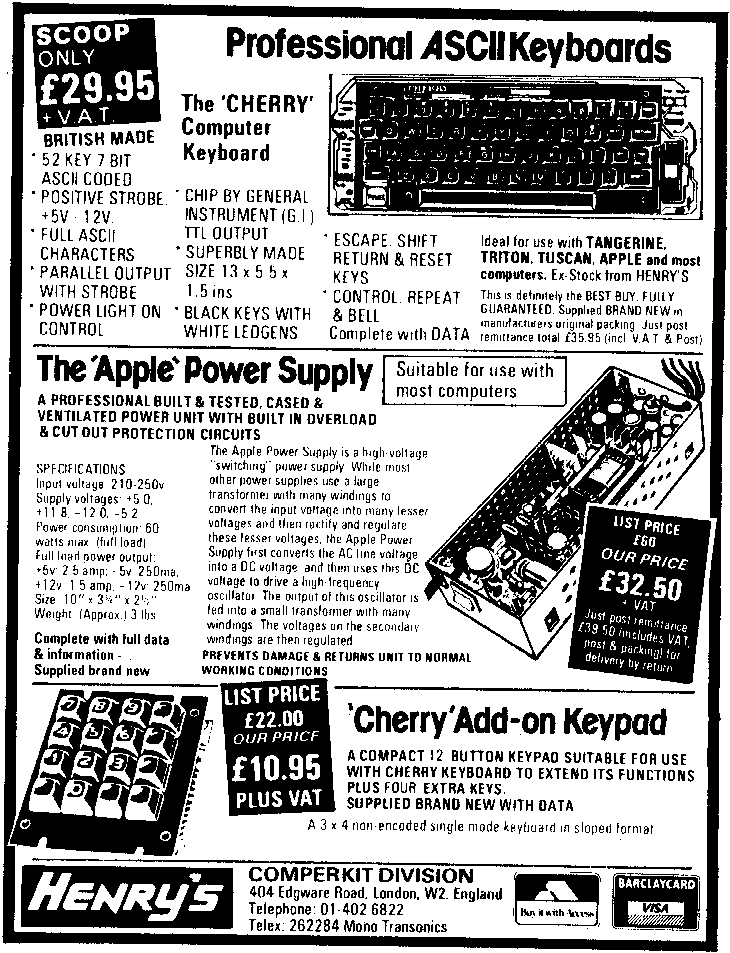 SCOOP
ONLY
£29.95
+ V.A.T.
Professional ASCII Keyboards
The 'CHERRY'
Computer
Keyboard
BRITISH MADE
* 52 KEY 7 BIT
ASCII CODED
* POSITIVE STROBE.
+5V - 12V.
* FULL ASCII
CHARACTERS
* PARALLEL OUTPUT
WITH STROBE
* POWER LIGHT ON
CONTROL
* CHIP BY GENERAL
INSTRUMENT (G.I.)
TTL OUTPUT
* SUPERBLY MADE
SIZE 13 x 5.5 x
1.5 ins
* BLACK KEYS WITH
WHITE LEDGENS
* ESCAPE, SHIFT
RETURN & RESET
KEYS
* CONTROL, REPEAT
& BELL
Complete with DATA
Ideal for use with TANGERINE,
TRITON, TUSCAN, APPLE and most
computers. Ex-Stock from HENRY'S
This is definitely the BEST BUY. FULLY
GUARANTEED. Supplied BRAND NEW in
manufacturers original packing. Just post
remittance total £35.95 (incl. V.A.T. & Post)
The 'Apple' Power Supply
Suitable for use with
most computers
A PROFESSIONAL BUILT & TESTED, CASED &
VENTILATED POWER UNIT WITH BUILT IN OVERLOAD
& CUT OUT PROTECTION CIRCUITS
SPECIFICATIONS
Input voltage 210-250v
Supply voltages: +5.0,
+11.8, -12.0, -5.2
Power consumption: 60
watts max. (full load)
Full load power output:
+5v: 2.5 amp; -5v 250ma,
+12v 1.5 amp, -12v 250ma
Size 10" x 3½" x 2½"
Weight (Approx.) 3 lbs
Complete with full data
& information -
Supplied brand new
The Apple Power Supply is a high-voltage
"switching" power supply. While most
other power supplies use a large
transformer with many windings to
convert the input voltage into many lesser
voltages and then rectify and regulate
these lesser voltages, the Apple Power
Supply first converts the AC line voltage
into a DC voltage, and then uses this DC
voltage to drive a high-frequency
oscillator. The output of this oscillator is
fed into a small transformer with many
windings. The voltages on the secondary
windings are then regulated.
PREVENTS DAMAGE & RETURNS UNIT TO NORMAL
WORKING CONDITIONS
LIST PRICE
£60
OUR PRICE
£32.50
+ VAT
Just post remittance
£39.50 (includes VAT,
post & packing) for
delivery by return
LIST PRICE
£22.00
OUR PRICE
£10.95
PLUS VAT
'Cherry' Add-on Keypad
A COMPACT 12 BUTTON KEYPAD SUITABLE FOR USE
WITH CHERRY KEYBOARD TO EXTEND ITS FUNCTIONS
PLUS FOUR EXTRA KEYS.
SUPPLIED BRAND NEW WITH DATA
A 3 x 4 non-encoded single mode keyboard in sloped format
HENRY'S
COMPERKIT DIVISION
404 Edgware Road, London, W2. England
Telephone: 01-402 6822
Telex: 262284 Mono Transonics
Buy it with Access
BARCLAYCARD
VISA